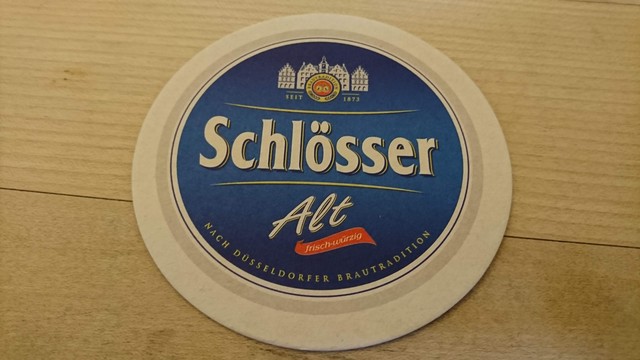 SEIT 1873
Schlösser
Alt
frisch-würzig
NACH DÜSSELDORFER BRAUTRADITION